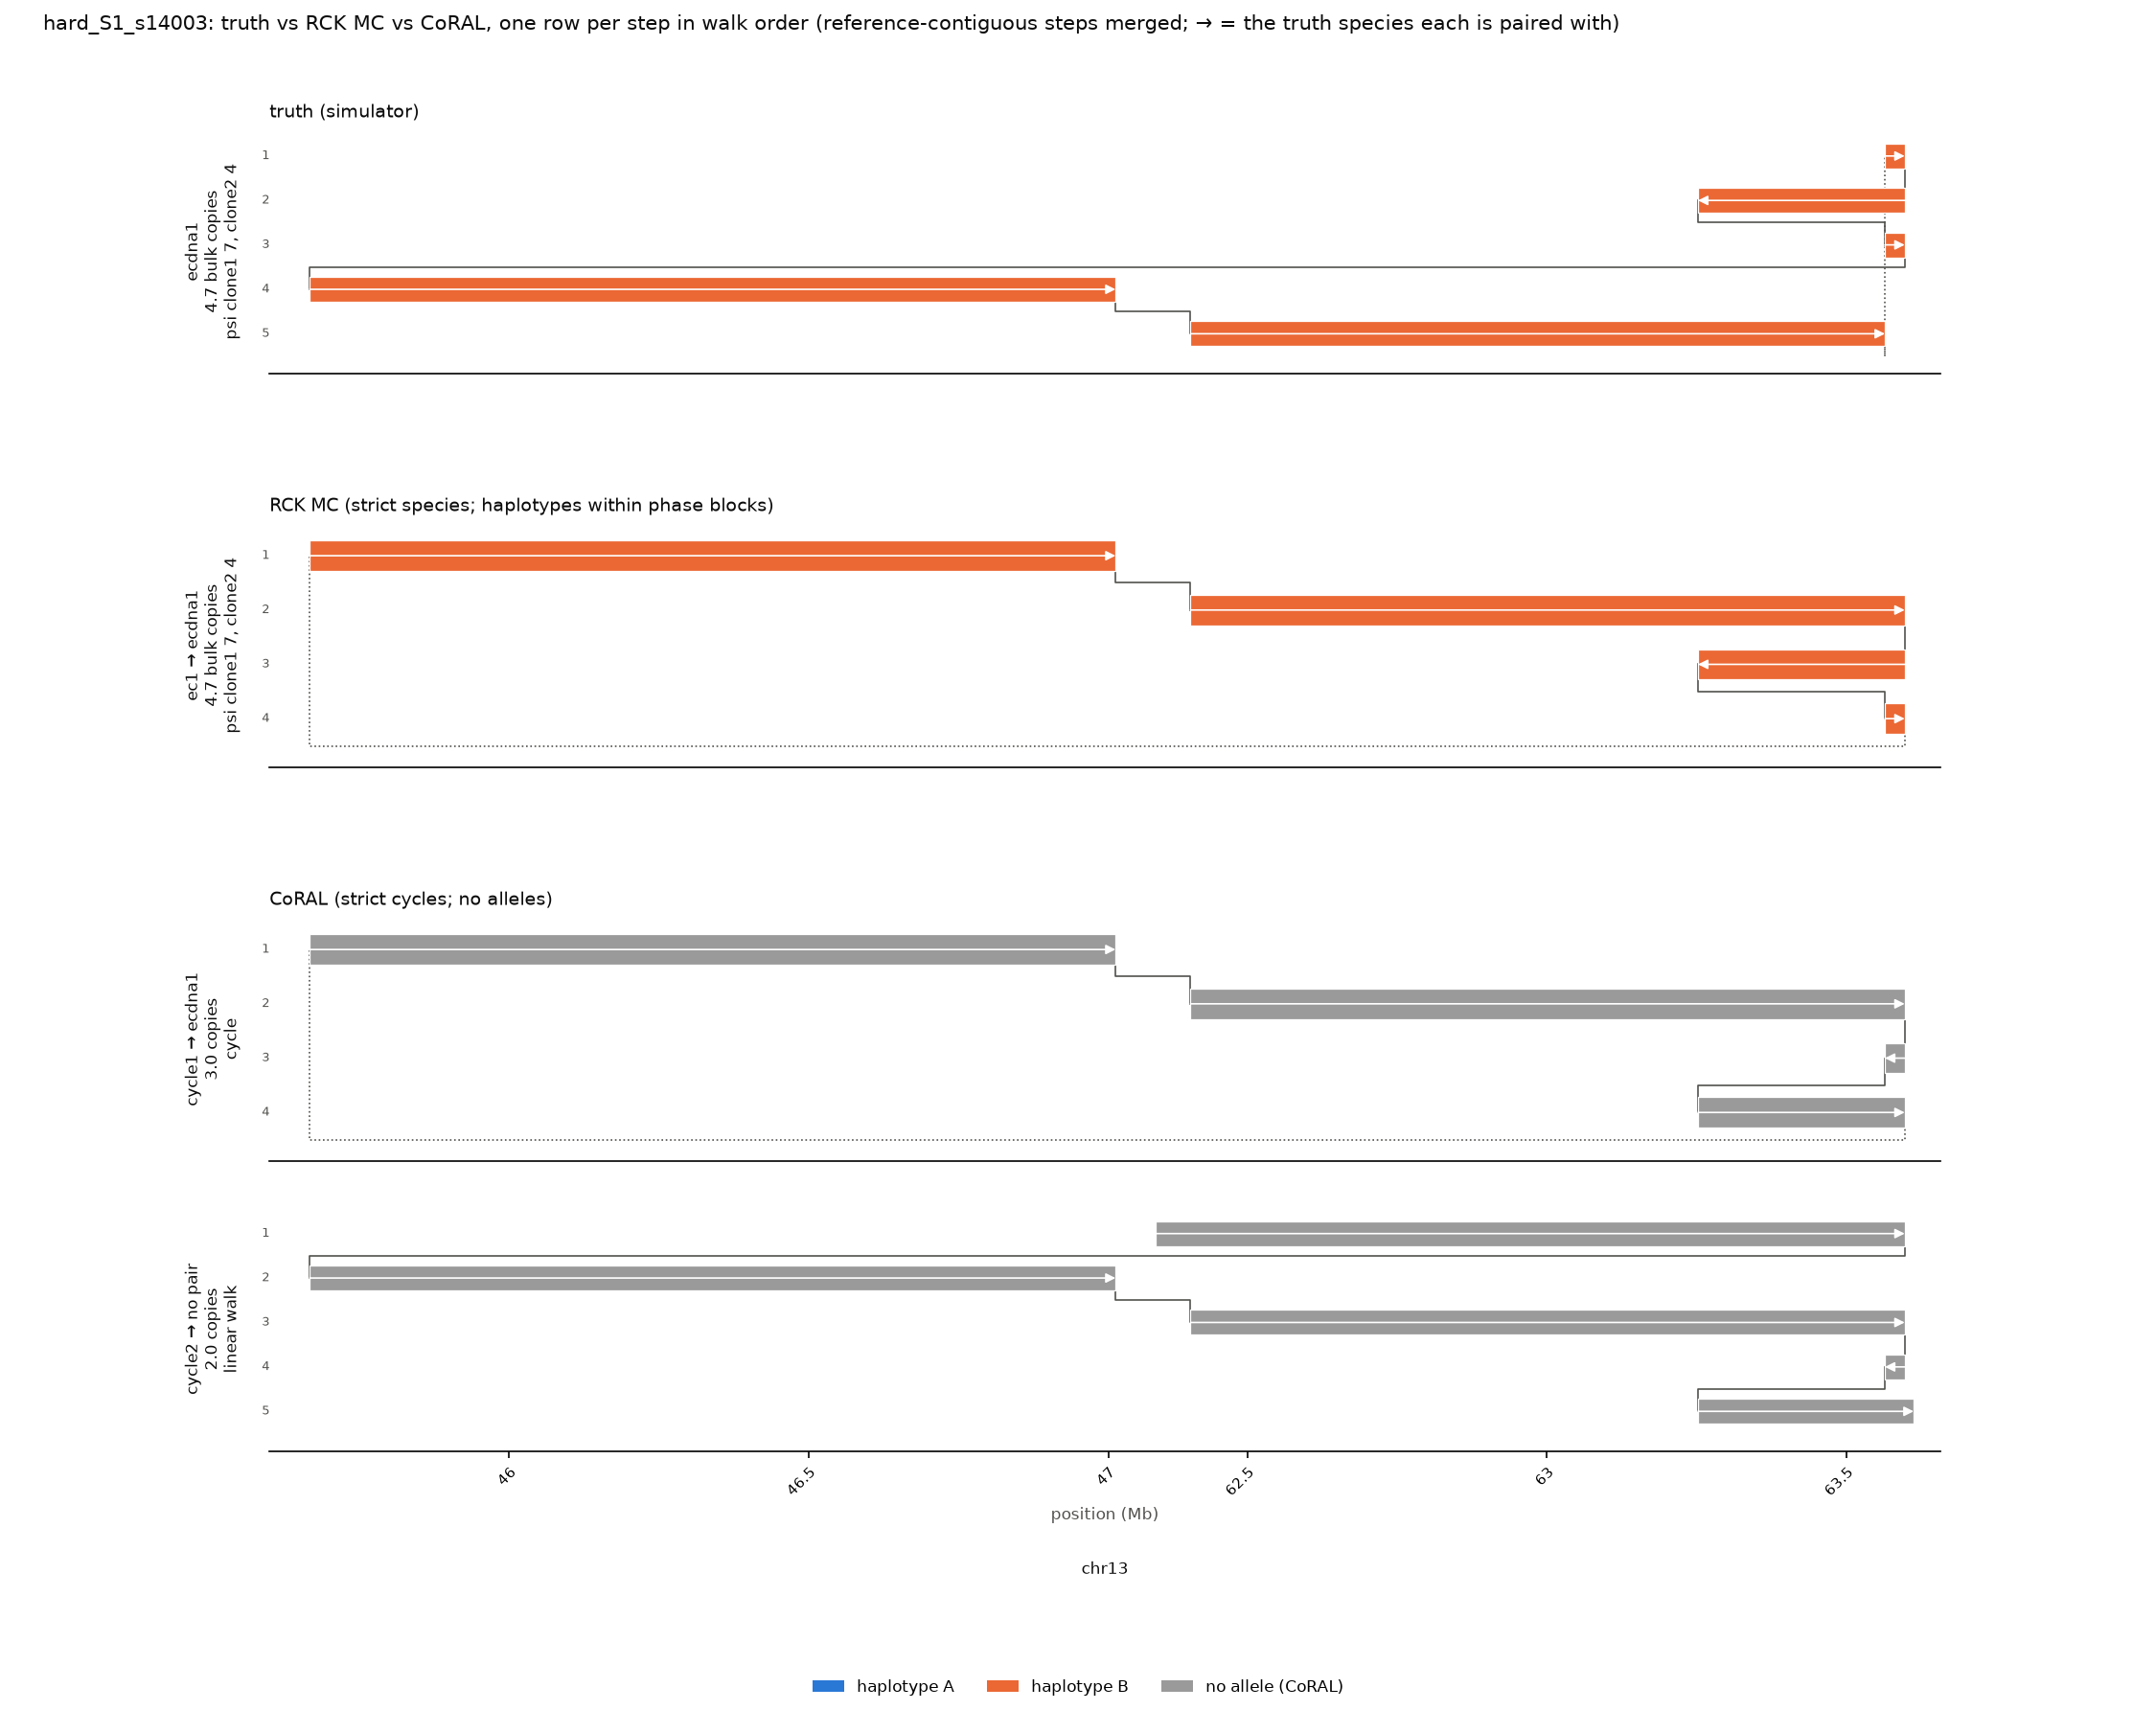 hard_S1_s14003: truth vs RCK MC vs CoRAL, one row per step in walk order (reference-contiguous steps merged; → = the truth species each is paired with)
truth (simulator)
ecdna1
4.7 bulk copies
psi clone1 7, clone2 4
1
2
3
4
5
RCK MC (strict species; haplotypes within phase blocks)
ec1 → ecdna1
4.7 bulk copies
psi clone1 7, clone2 4
1
2
3
4
CoRAL (strict cycles; no alleles)
cycle1 → ecdna1
3.0 copies
cycle
1
2
3
4
cycle2 → no pair
2.0 copies
linear walk
1
2
3
4
5
46 46.5 47 62.5 63 63.5
position (Mb)
chr13
haplotype A haplotype B no allele (CoRAL)